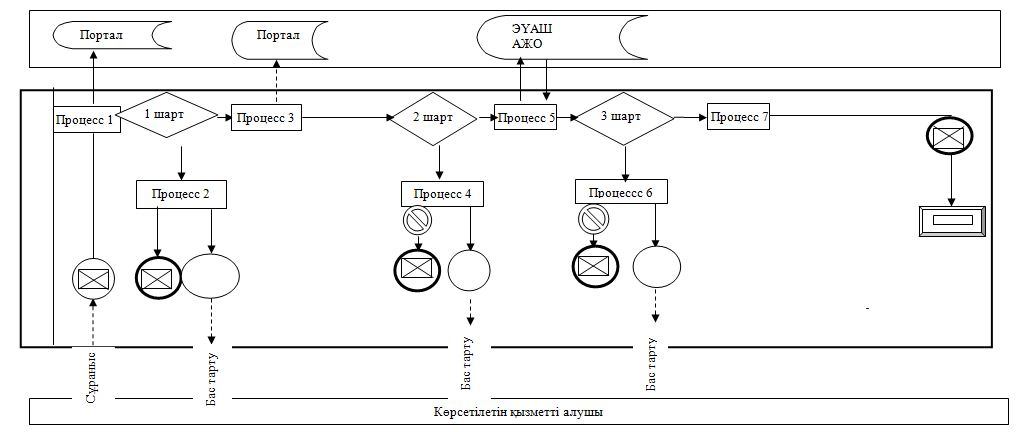 Портал
Портал
ЭҮАШ
АЖО
Процесс 1
1 шарт
Процесс 3
2 шарт
Процесс 5
3 шарт
Процесс 7
Процесс 2
Процесс 4
Процессс 6
Сұраныс
Бас тарту
Бас тарту
Бас тарту
Көрсетілетін қызметті алушы